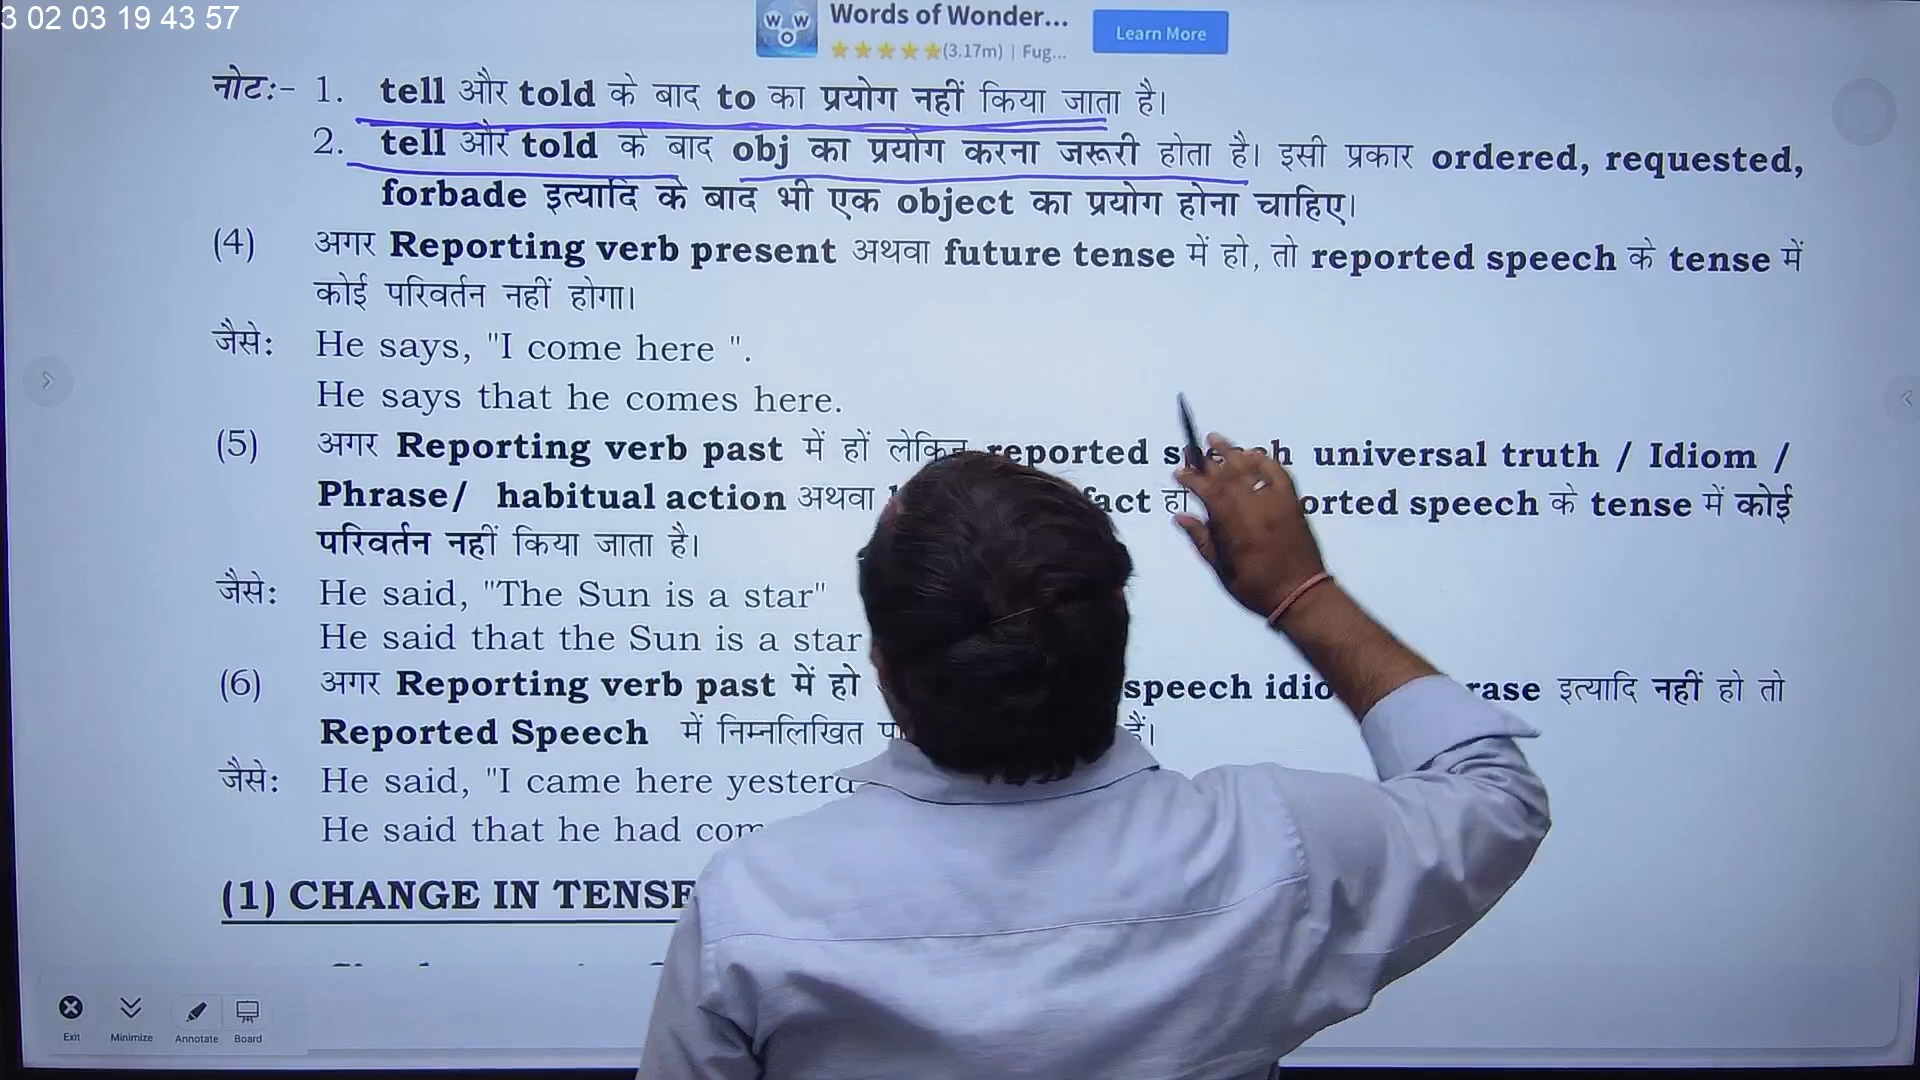 3 02 03 19 43 57
Words of Wonder...
(3.17m) | Fug...
Learn More
नोटः- 1. tell और told के बाद to का प्रयोग नहीं किया जाता है।
2. tell और told के बाद obj का प्रयोग करना जरूरी होता है। इसी प्रकार ordered, requested,
forbade इत्यादि के बाद भी एक object का प्रयोग होना चाहिए।
(4) अगर Reporting verb present अथवा future tense में हो, तो reported speech के tense में
कोई परिवर्तन नहीं होगा।
जैसेः He says, "I come here ".
He says that he comes here.
(5) अगर Reporting verb past में हों लेकिन reported speech universal truth / Idiom /
Phrase/ habitual action अथवा fact हो reported speech के tense में कोई
परिवर्तन नहीं किया जाता है।
जैसेः He said, "The Sun is a star"
He said that the Sun is a star
(6) अगर Reporting verb past में हो speech इत्यादि नहीं हो तो
Reported Speech में निम्नलिखित हैं।
जैसेः He said, "I came here
He said that he had
(1) CHANGE IN TENSE
Exit
Minimize
Annotate
Board